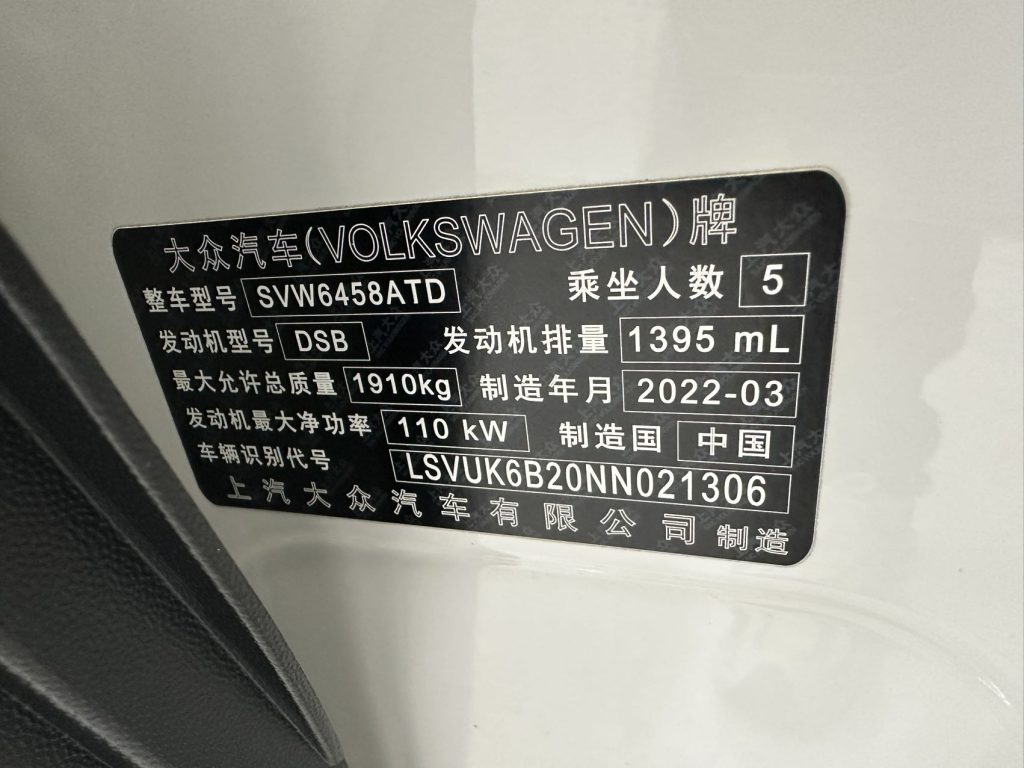 大众汽车(VOLKSWAGEN)牌
整车型号 SVW6458ATD 乘坐人数 5
发动机型号 DSB 发动机排量 1395 mL
最大允许总质量 1910kg 制造年月 2022-03
发动机最大净功率 110 kW 制造国 中国
车辆识别代号 LSVUK6B20NN021306
上汽大众汽车有限公司 制造